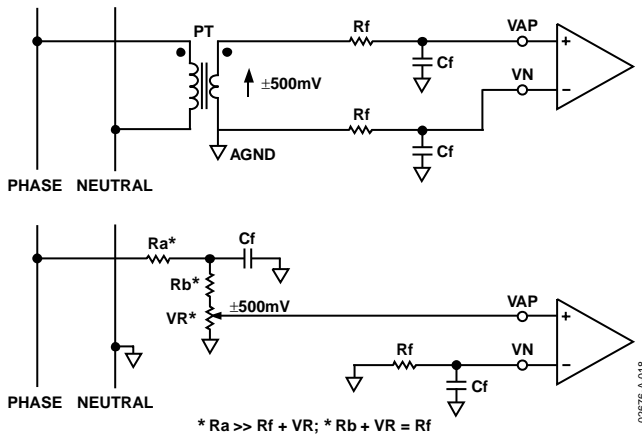 PT
Rf
VAP
Cf
±500mV
VN
Rf
AGND
Cf
PHASE NEUTRAL
Ra*
Cf
Rb*
±500mV
VR*
VAP
Rf
VN
Cf
PHASE NEUTRAL
* Ra >> Rf + VR; * Rb + VR = Rf
02676-A-018
+
−
+
−